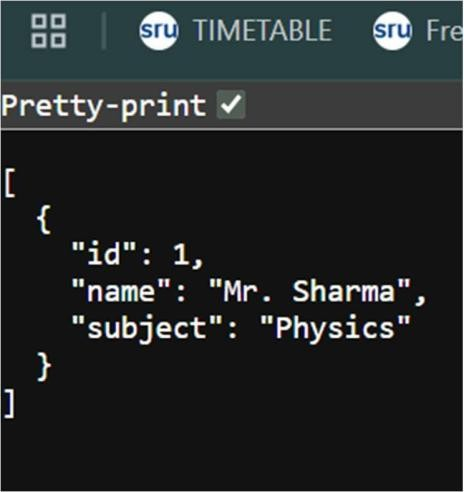 sru TIMETABLE sru Fre
Pretty-print
[
  {
    "id": 1,
    "name": "Mr. Sharma",
    "subject": "Physics"
  }
]